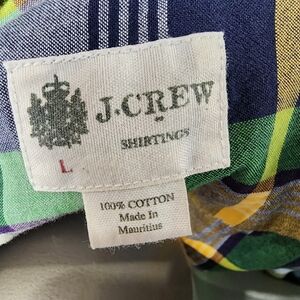 J.CREW
SHIRTINGS
L
100% COTTON
Made In
Mauritius